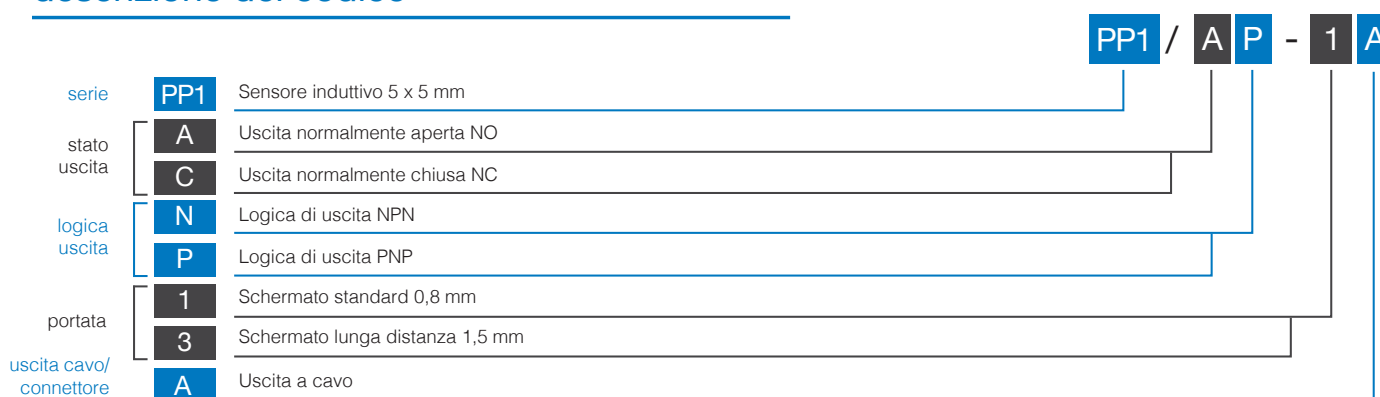 PP1 / A P - 1 A
serie PP1 Sensore induttivo 5 x 5 mm
stato uscita
A Uscita normalmente aperta NO
C Uscita normalmente chiusa NC
logica uscita
N Logica di uscita NPN
P Logica di uscita PNP
portata
1 Schermato standard 0,8 mm
3 Schermato lunga distanza 1,5 mm
uscita cavo/
connettore
A Uscita a cavo